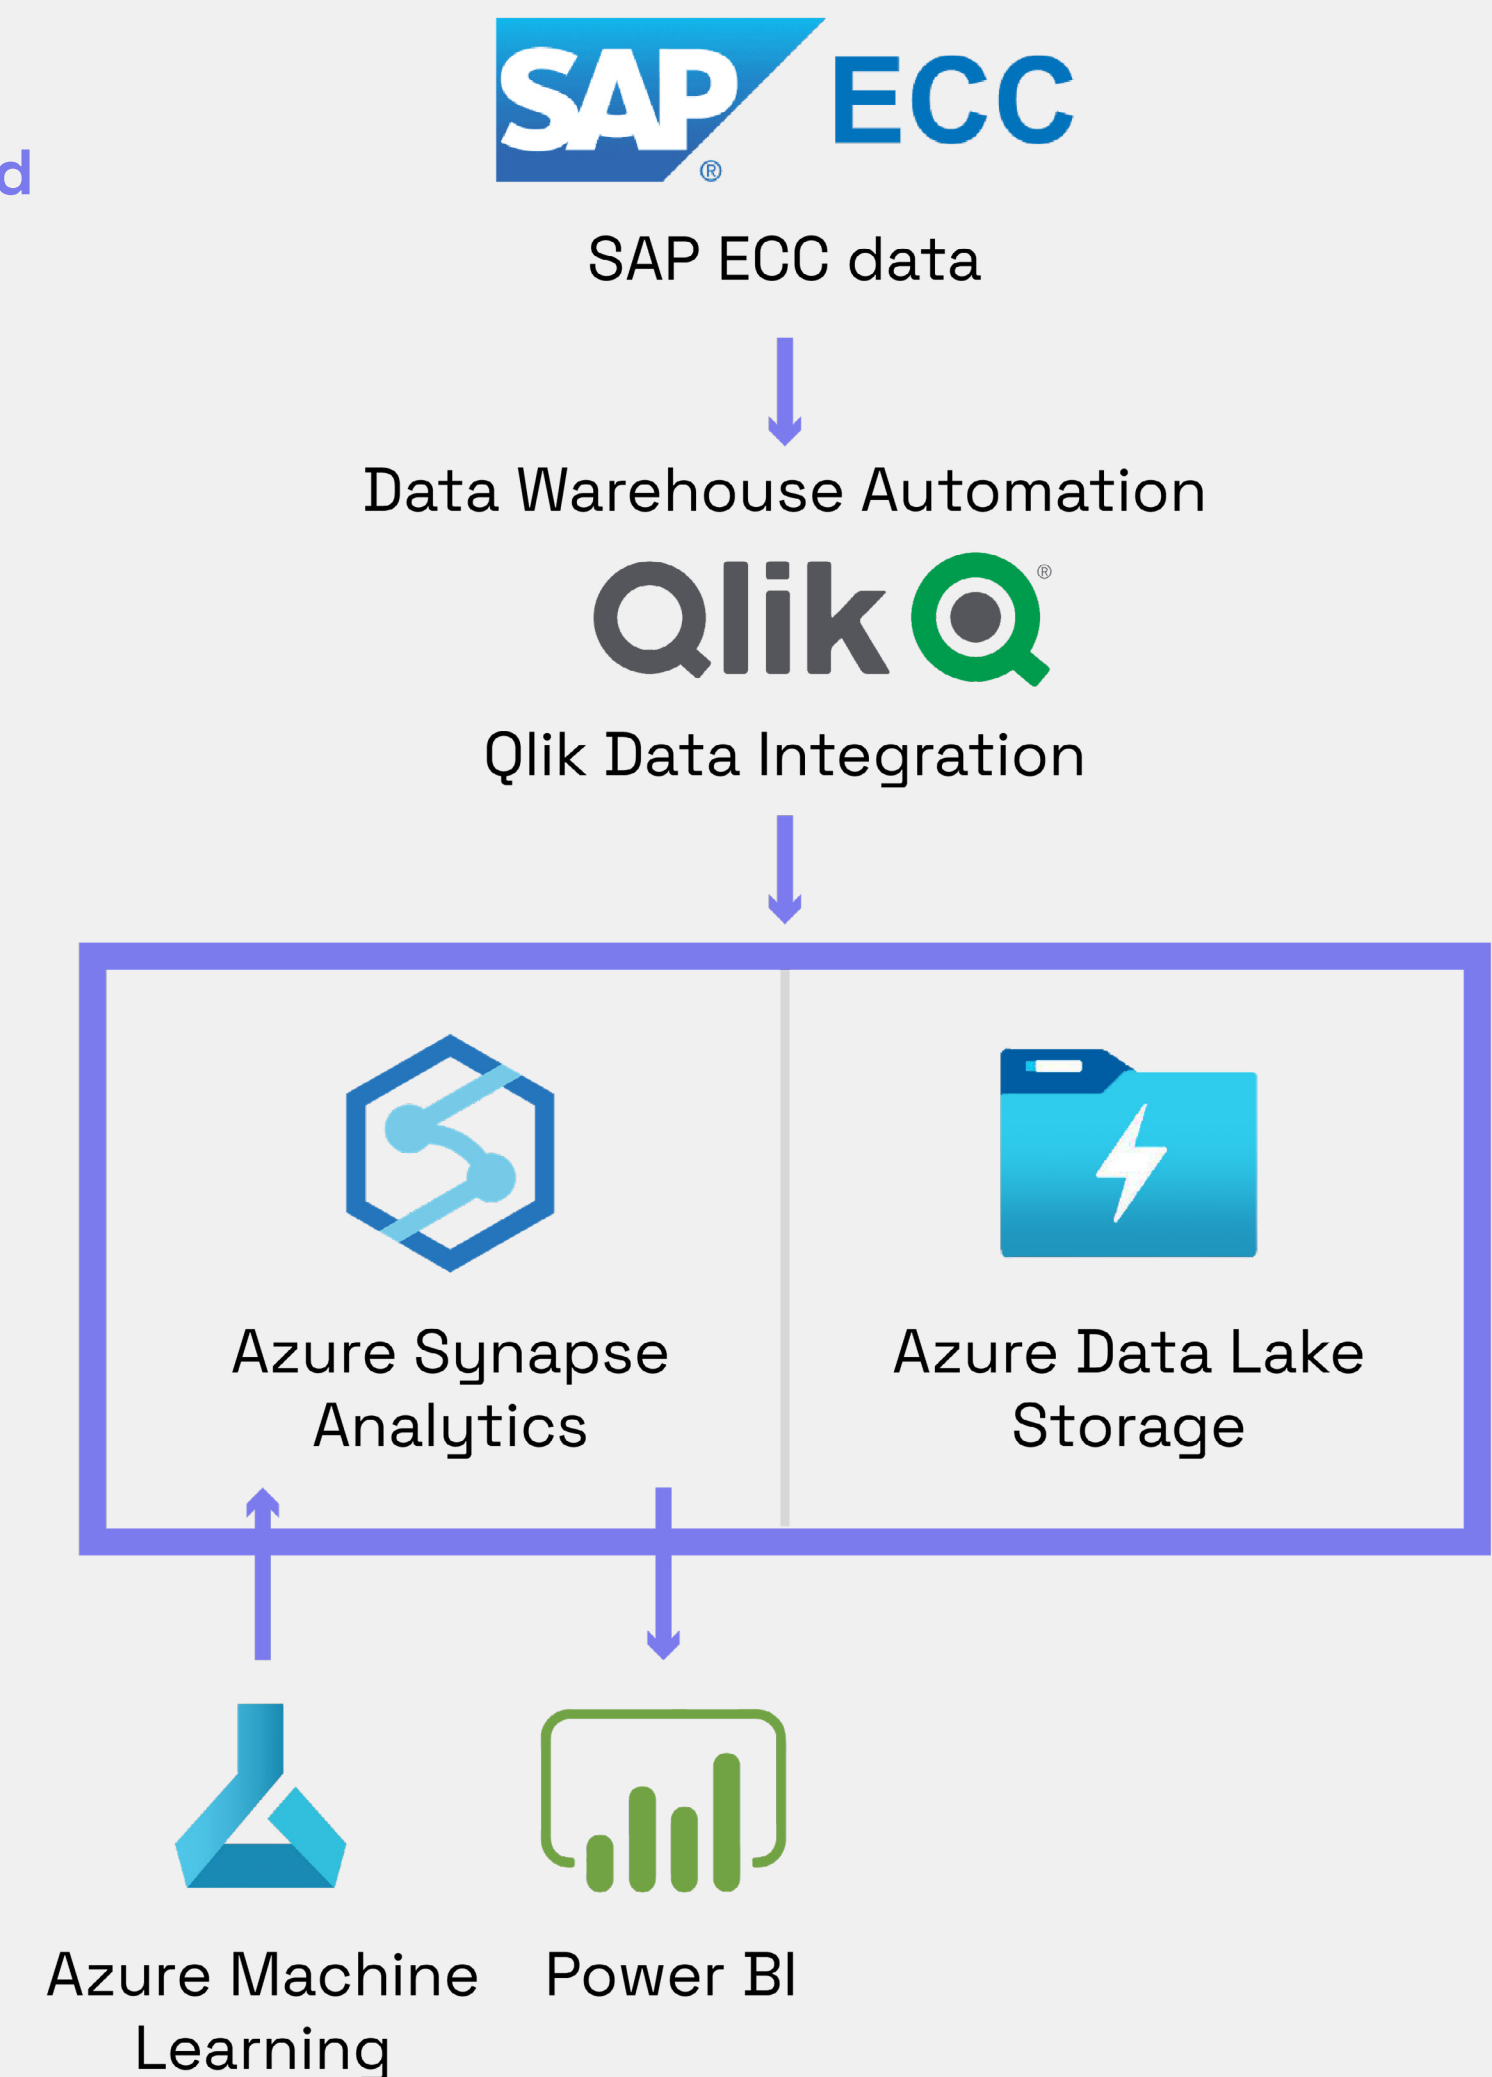 SAP ECC
®
d
SAP ECC data
Data Warehouse Automation
Qlik
®
Qlik Data Integration
Azure Synapse
Analytics
Azure Data Lake
Storage
Azure Machine
Learning
Power BI